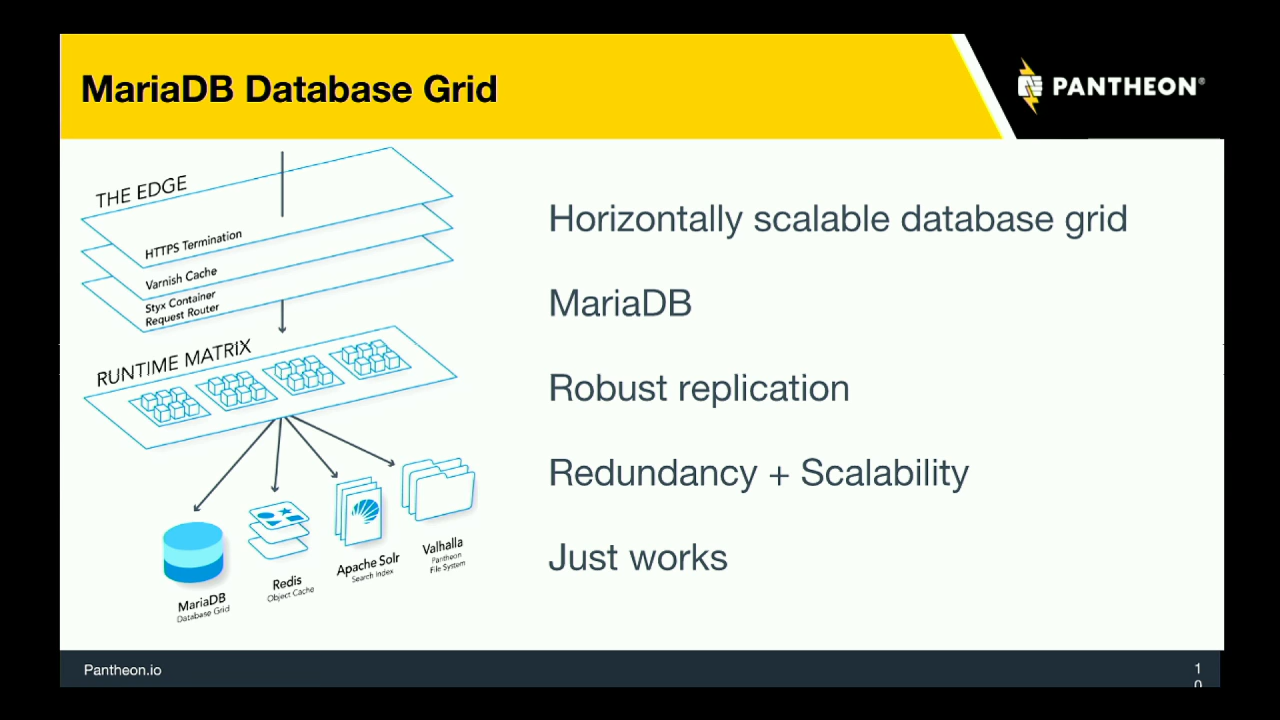 MariaDB Database Grid
PANTHEON®
THE EDGE
HTTPS Termination
Varnish Cache
Styx Container
Request Router
RUNTIME MATRIX
MariaDB
Database Grid
Redis
Object Cache
Apache Solr
Search Index
Valhalla
Pantheon
File System
Horizontally scalable database grid
MariaDB
Robust replication
Redundancy + Scalability
Just works
Pantheon.io
1
0